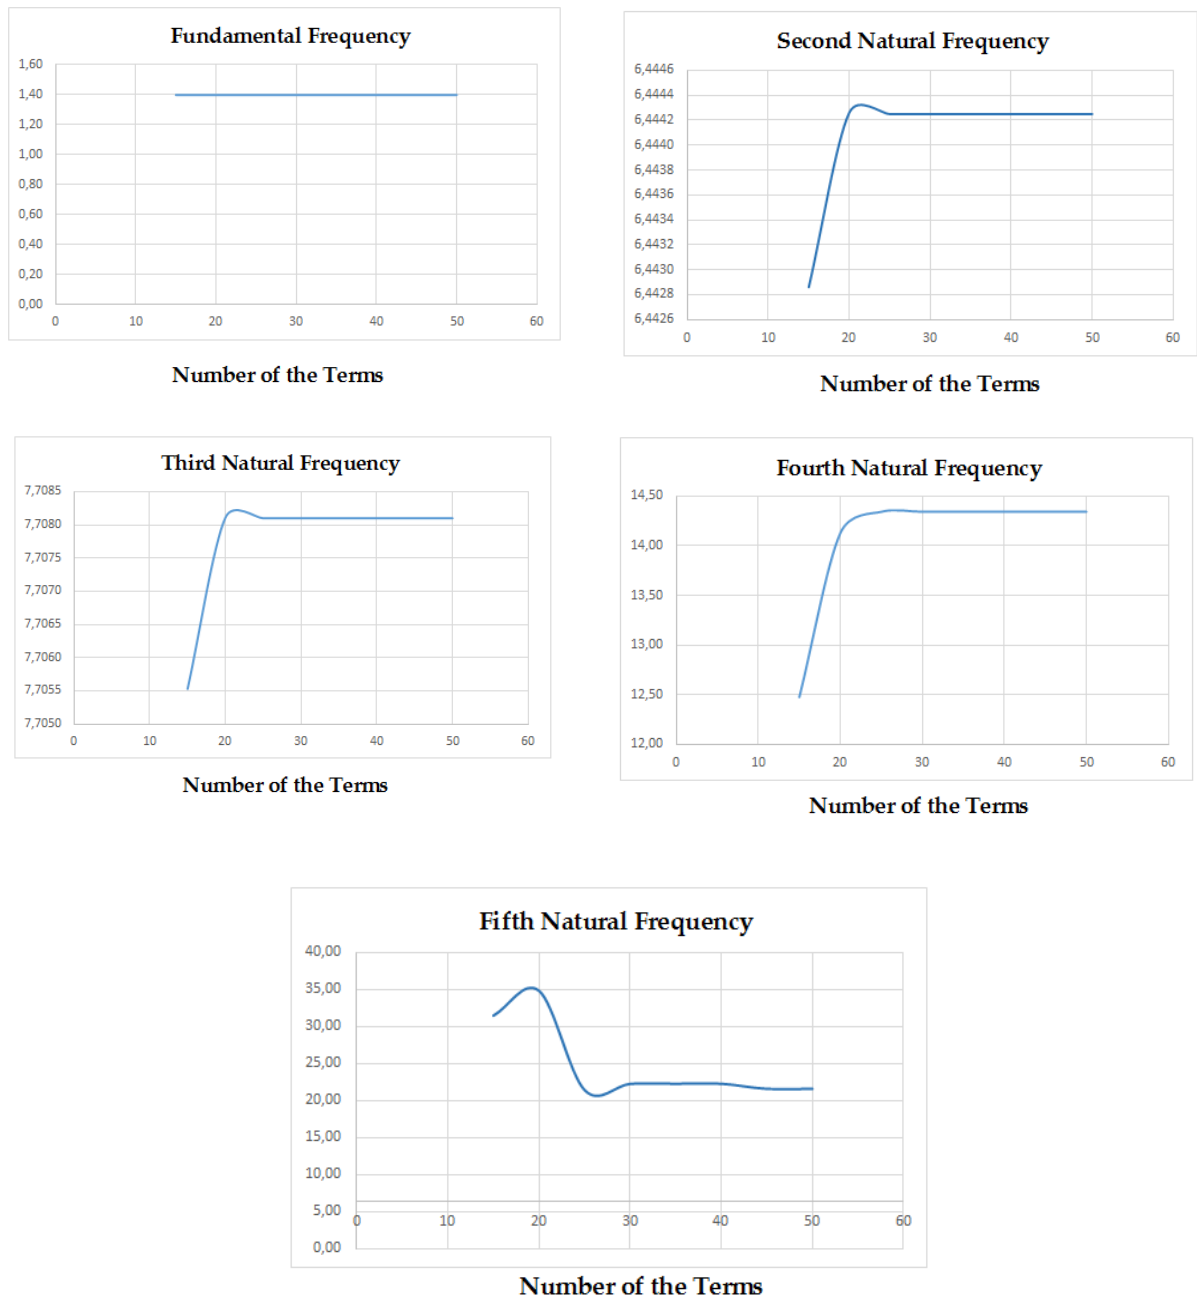 Fundamental Frequency
1,60
1,40
1,20
1,00
0,80
0,60
0,40
0,20
0,00
0 10 20 30 40 50 60
Number of the Terms
Second Natural Frequency
6,4446
6,4444
6,4442
6,4440
6,4438
6,4436
6,4434
6,4432
6,4430
6,4428
6,4426
0 10 20 30 40 50 60
Number of the Terms
Third Natural Frequency
7,7085
7,7080
7,7075
7,7070
7,7065
7,7060
7,7055
7,7050
0 10 20 30 40 50 60
Number of the Terms
Fourth Natural Frequency
14,50
14,00
13,50
13,00
12,50
12,00
0 10 20 30 40 50 60
Number of the Terms
Fifth Natural Frequency
40,00
35,00
30,00
25,00
20,00
15,00
10,00
5,00
0,00
0 10 20 30 40 50 60
Number of the Terms